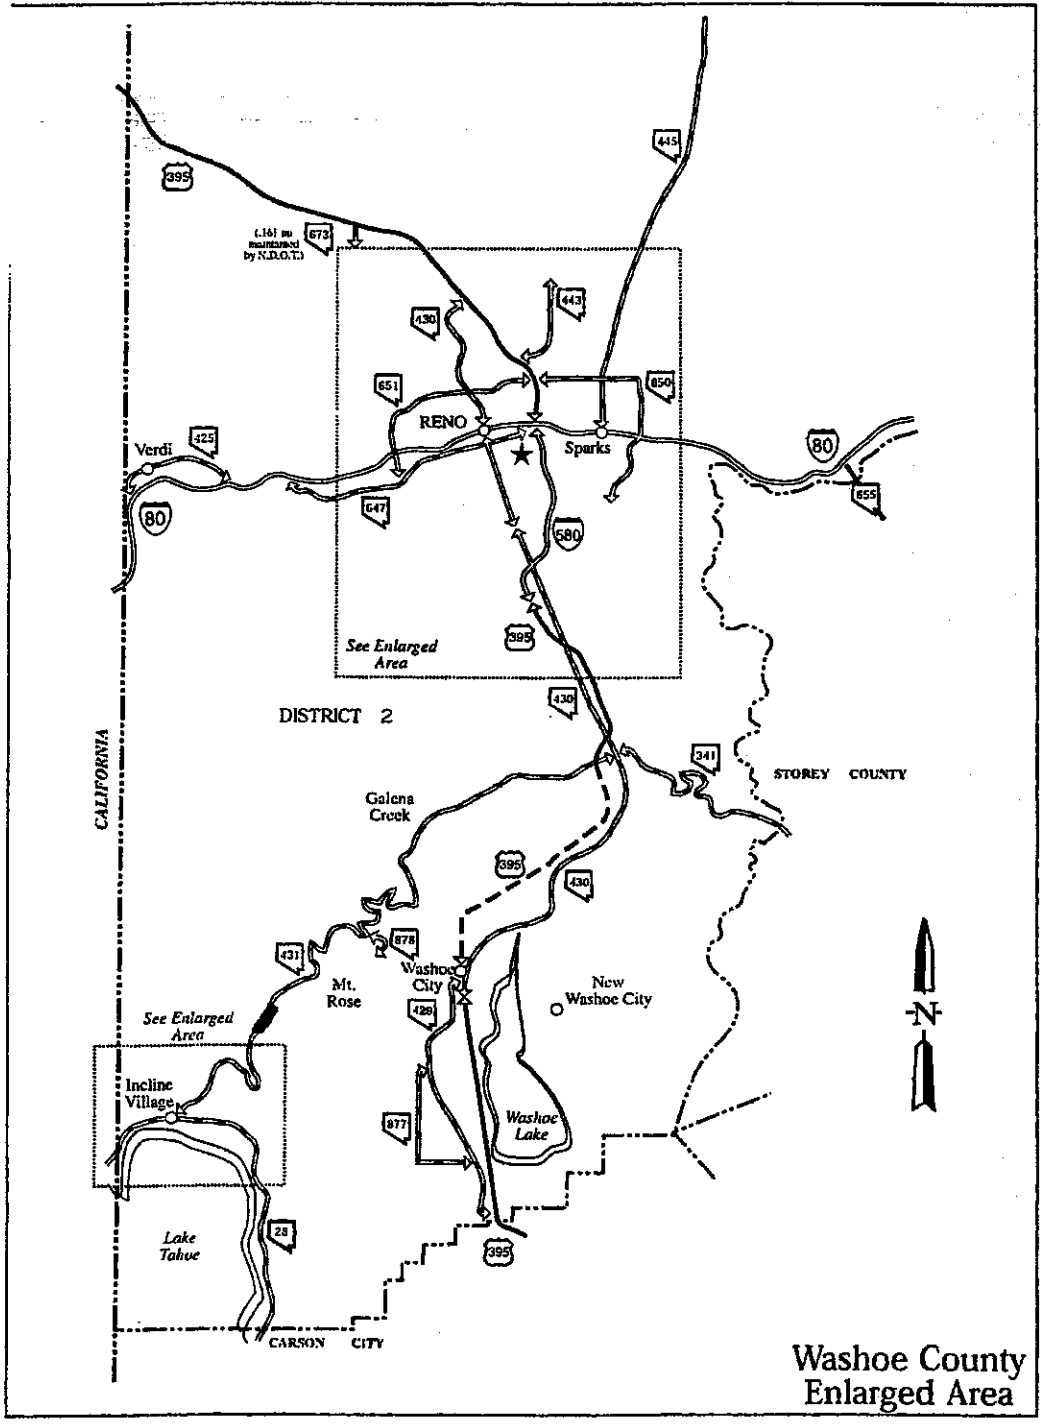 395
445
(.161 mi
maintained
by N.D.O.T.)
673
443
430
651
650
RENO
Sparks
Verdi
425
80
80
655
647
580
395
See Enlarged
Area
430
DISTRICT 2
341
CALIFORNIA
STOREY COUNTY
Galena
Creek
395
430
431
878
Washoe
City
Mt.
Rose
New
Washoe City
N
429
See Enlarged
Area
Incline
Village
877
Washoe
Lake
28
Lake
Tahoe
395
CARSON CITY
Washoe County
Enlarged Area